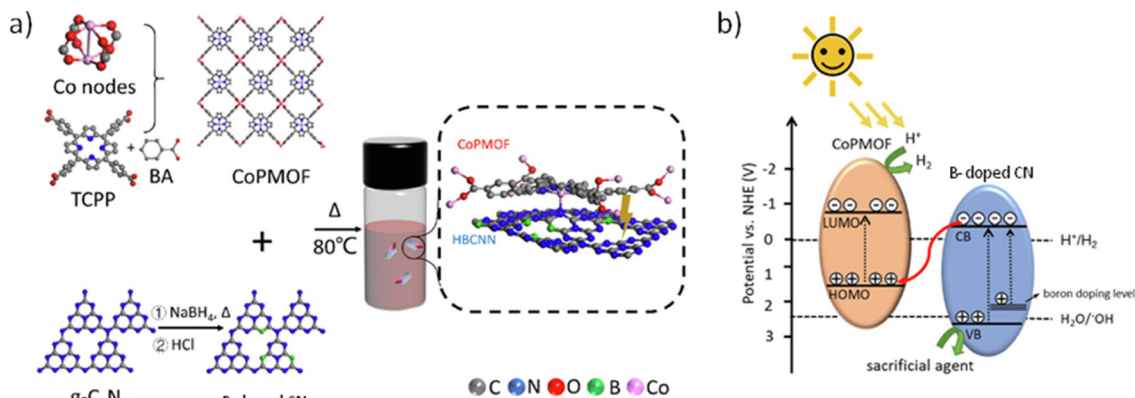 a)
Co nodes
TCPP
+
BA
CoPMOF
+
① NaBH₄, Δ
② HCl
Δ
80℃
CoPMOF
HBCNN
C N O B Co
b)
Potential vs. NHE (V)
-2
-1
0
1
2
3
CoPMOF
H⁺
H₂
B-doped CN
LUMO
HOMO
CB
VB
H⁺/H₂
boron doping level
H₂O/·OH
sacrificial agent